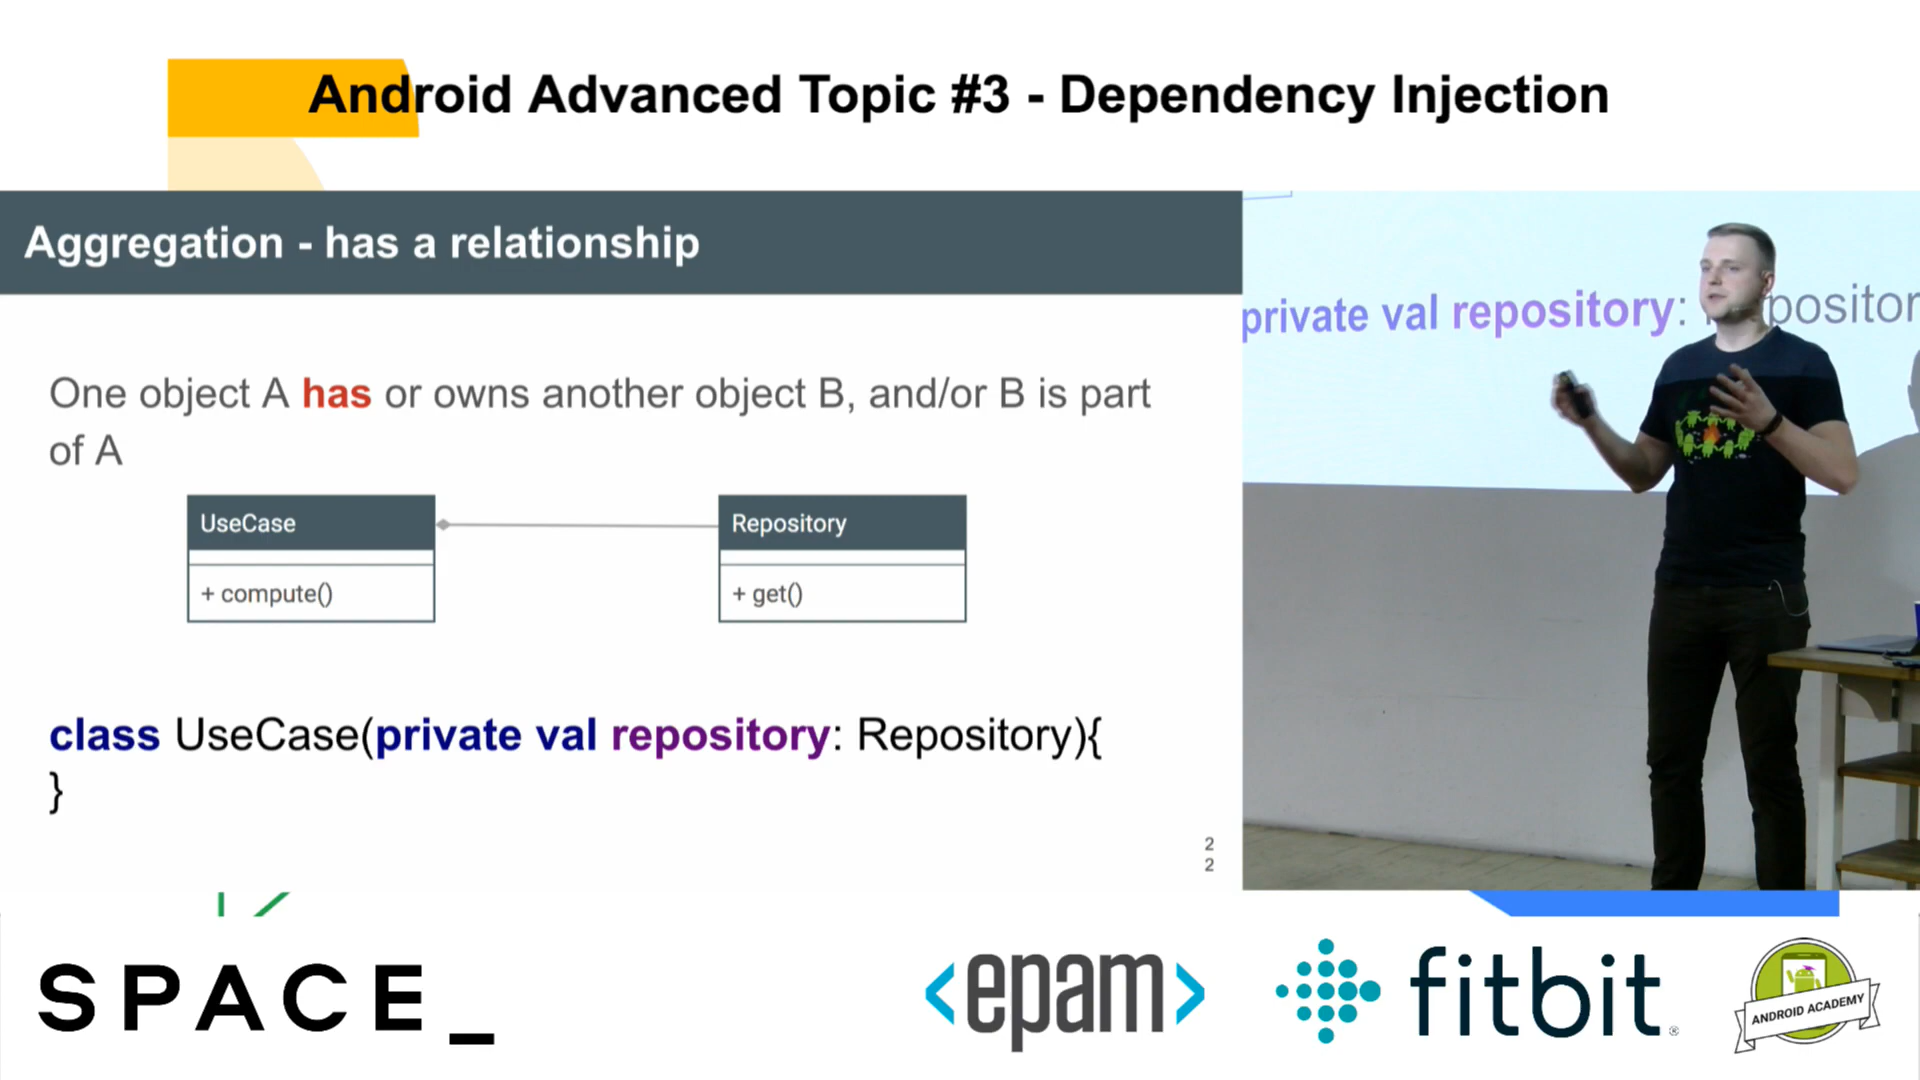 Android Advanced Topic #3 - Dependency Injection
Aggregation - has a relationship
One object A has or owns another object B, and/or B is part
of A
UseCase
+ compute()
Repository
+ get()
class UseCase(private val repository: Repository){
}
2
2
private val repository: Repositor
SPACE_
<epam>
fitbit®
ANDROID ACADEMY